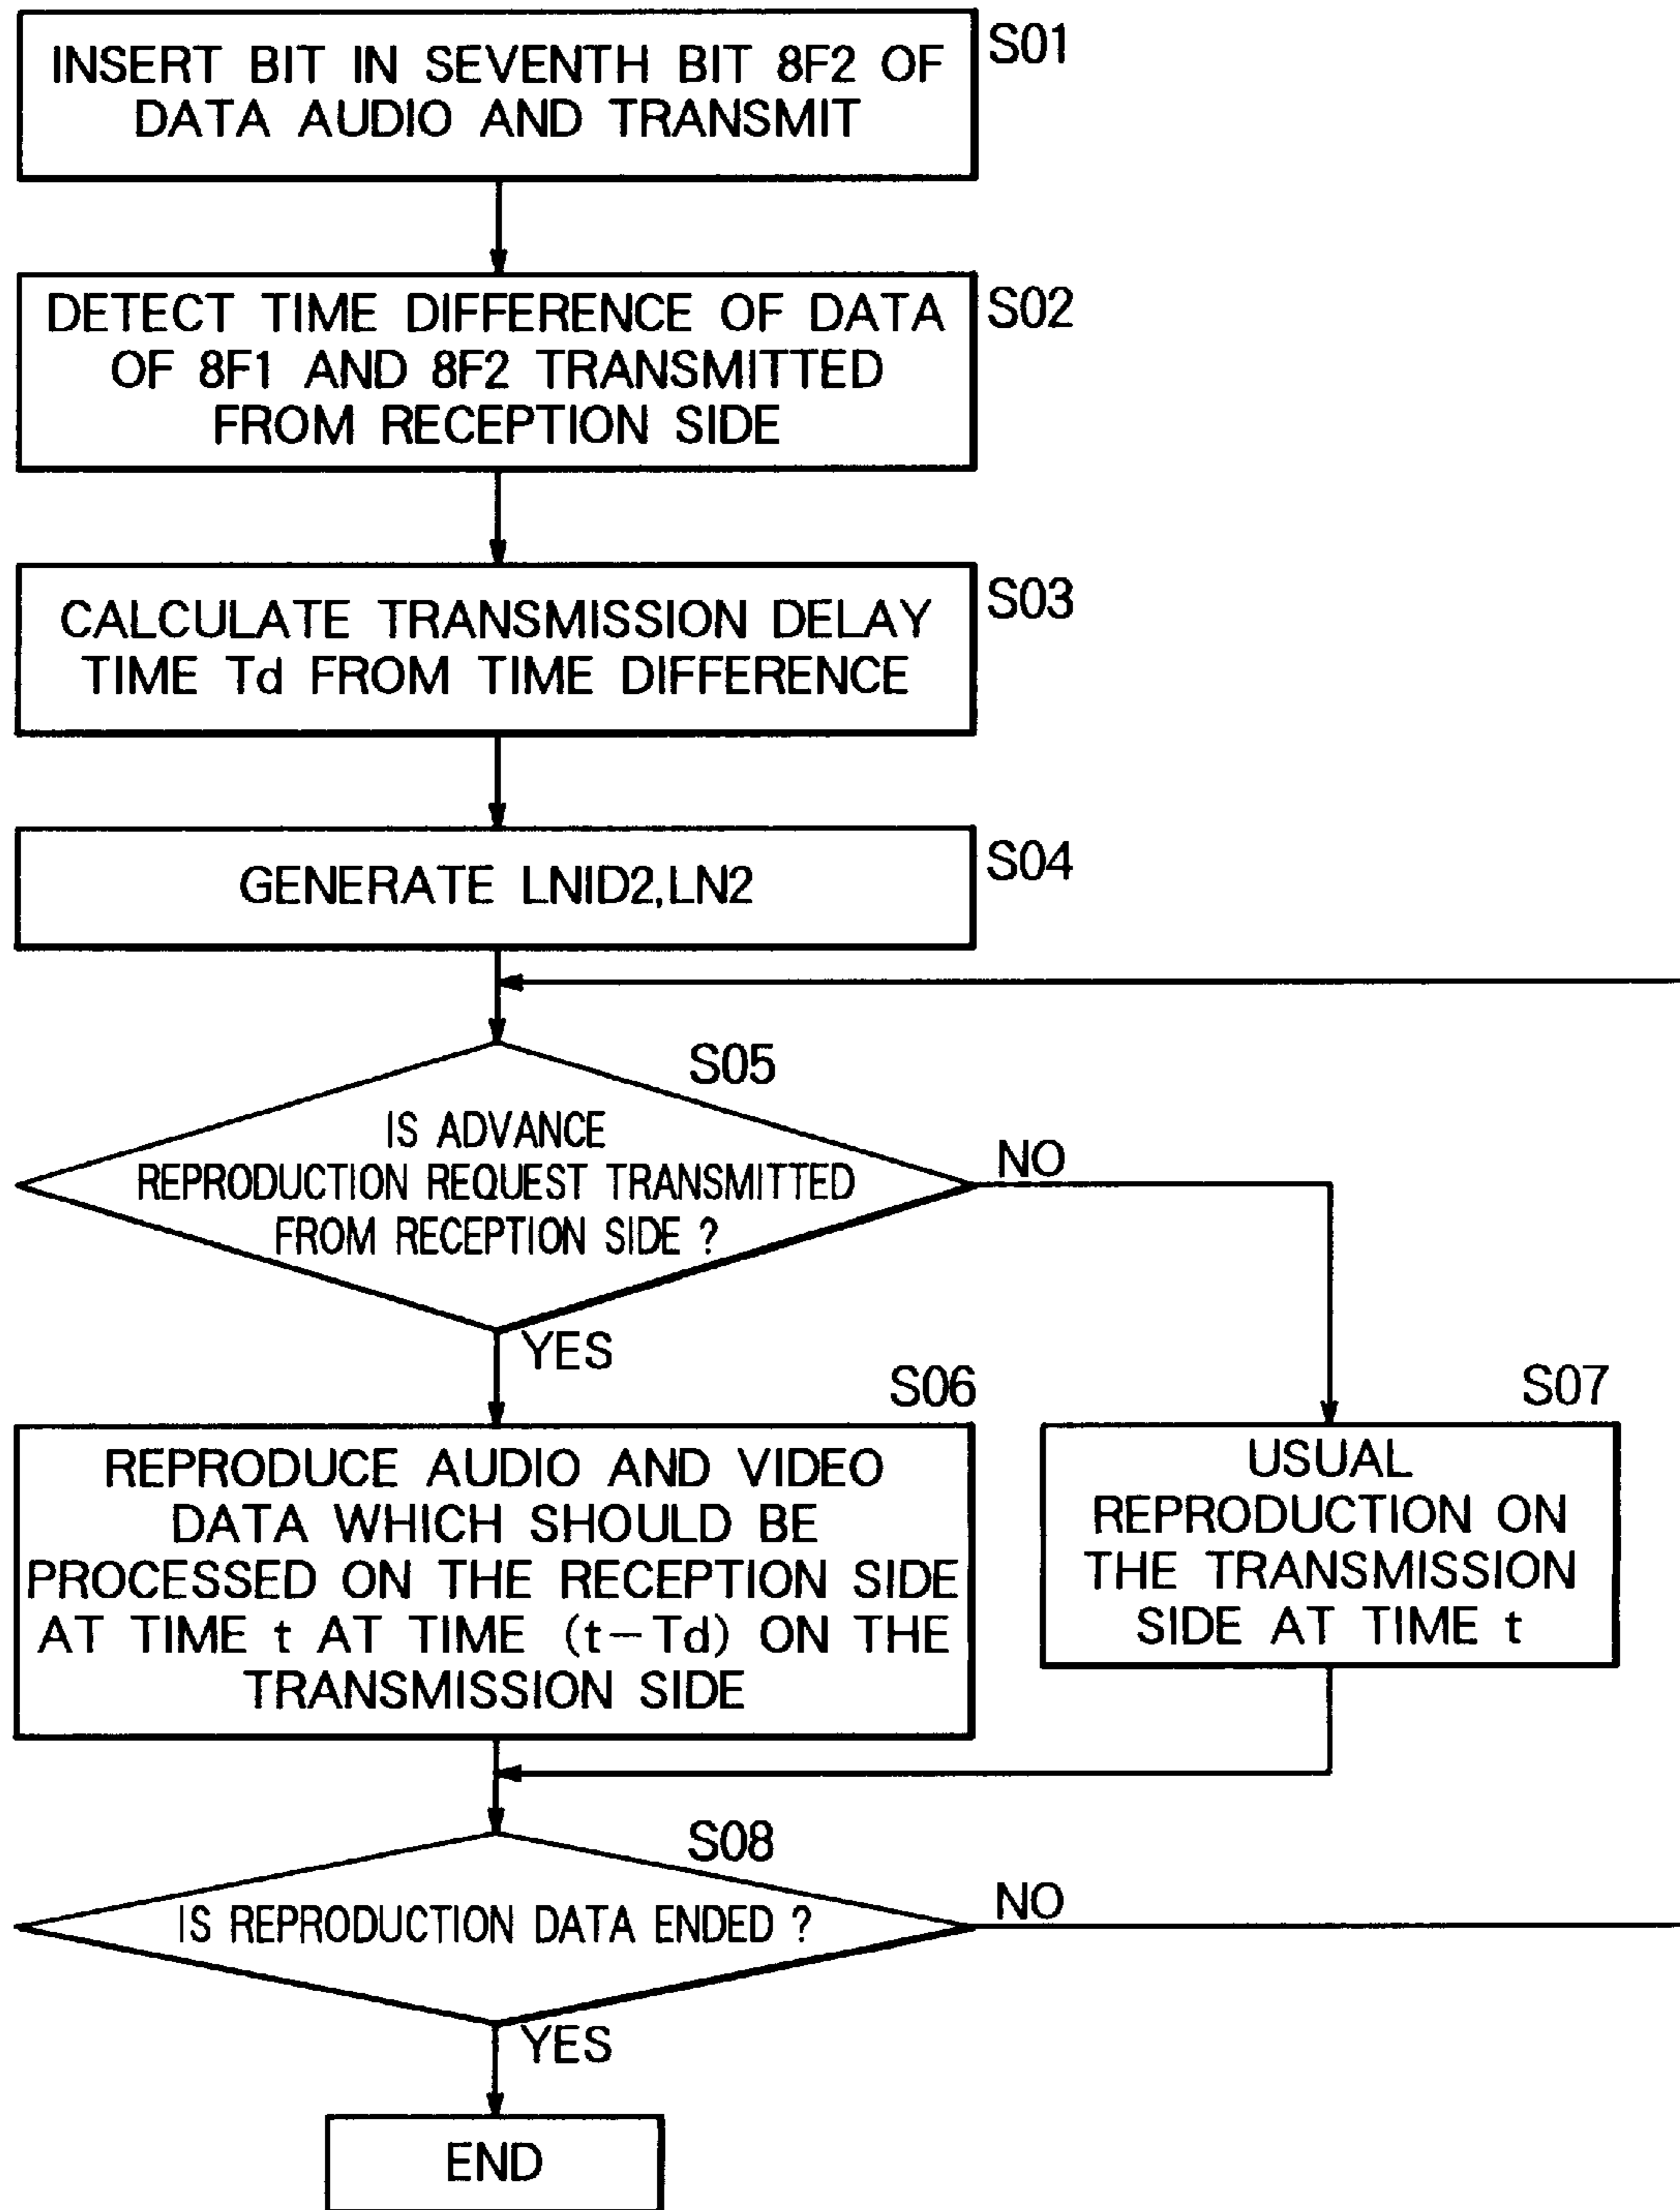 INSERT BIT IN SEVENTH BIT 8F2 OF
DATA AUDIO AND TRANSMIT
S01
DETECT TIME DIFFERENCE OF DATA
OF 8F1 AND 8F2 TRANSMITTED
FROM RECEPTION SIDE
S02
CALCULATE TRANSMISSION DELAY
TIME Td FROM TIME DIFFERENCE
S03
GENERATE LNID2,LN2
S04
S05
IS ADVANCE
REPRODUCTION REQUEST TRANSMITTED
FROM RECEPTION SIDE ?
NO
YES
S06
REPRODUCE AUDIO AND VIDEO
DATA WHICH SHOULD BE
PROCESSED ON THE RECEPTION SIDE
AT TIME t AT TIME (t-Td) ON THE
TRANSMISSION SIDE
S07
USUAL
REPRODUCTION ON
THE TRANSMISSION
SIDE AT TIME t
S08
IS REPRODUCTION DATA ENDED ?
NO
YES
END